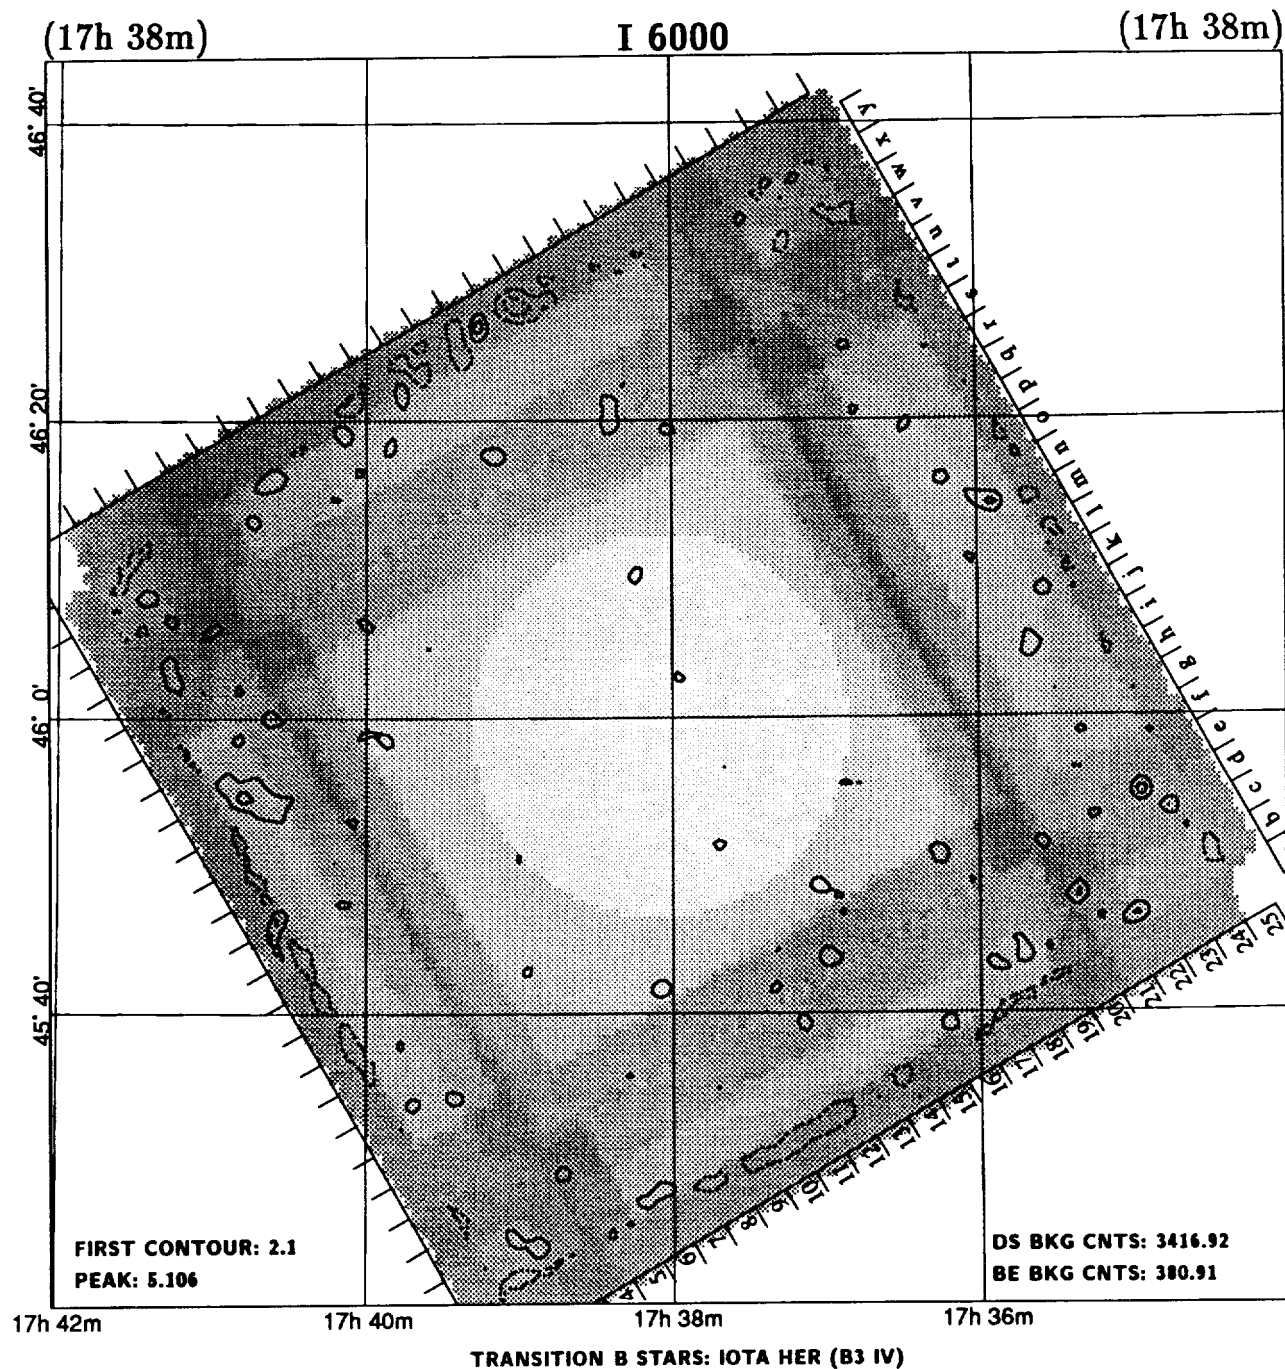 (17h 38m)
I 6000
(17h 38m)
46° 40'
46° 20'
46° 0'
45° 40'
y x w v u t s r q p o n m l k j i h g f e d c b
25
24
23
22
21
20
19
18
17
16
15
14
13
12
11
10
9
8
7
6
5
4
FIRST CONTOUR: 2.1
PEAK: 5.106
DS BKG CNTS: 3416.92
BE BKG CNTS: 380.91
17h 42m
17h 40m
17h 38m
17h 36m
TRANSITION B STARS: IOTA HER (B3 IV)